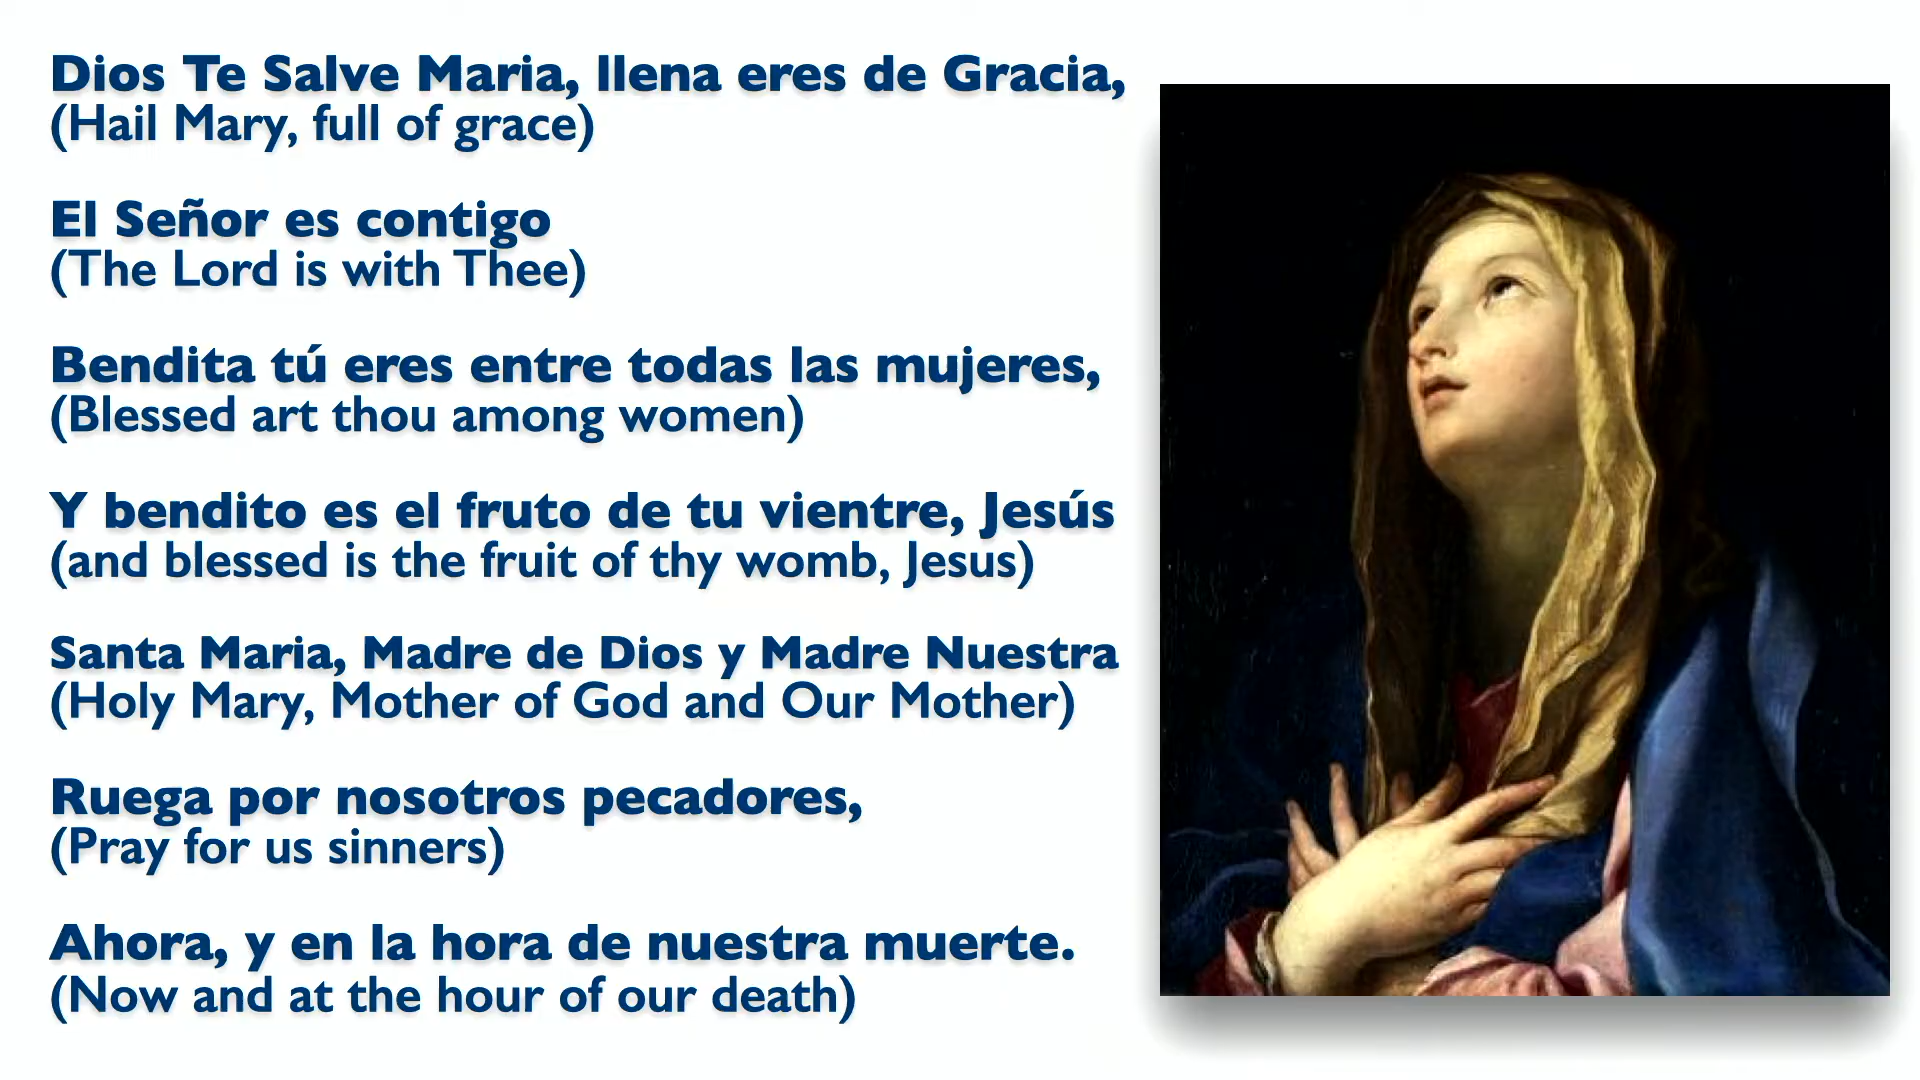 Dios Te Salve Maria, llena eres de Gracia,
(Hail Mary, full of grace)
El Señor es contigo
(The Lord is with Thee)
Bendita tú eres entre todas las mujeres,
(Blessed art thou among women)
Y bendito es el fruto de tu vientre, Jesús
(and blessed is the fruit of thy womb, Jesus)
Santa Maria, Madre de Dios y Madre Nuestra
(Holy Mary, Mother of God and Our Mother)
Ruega por nosotros pecadores,
(Pray for us sinners)
Ahora, y en la hora de nuestra muerte.
(Now and at the hour of our death)